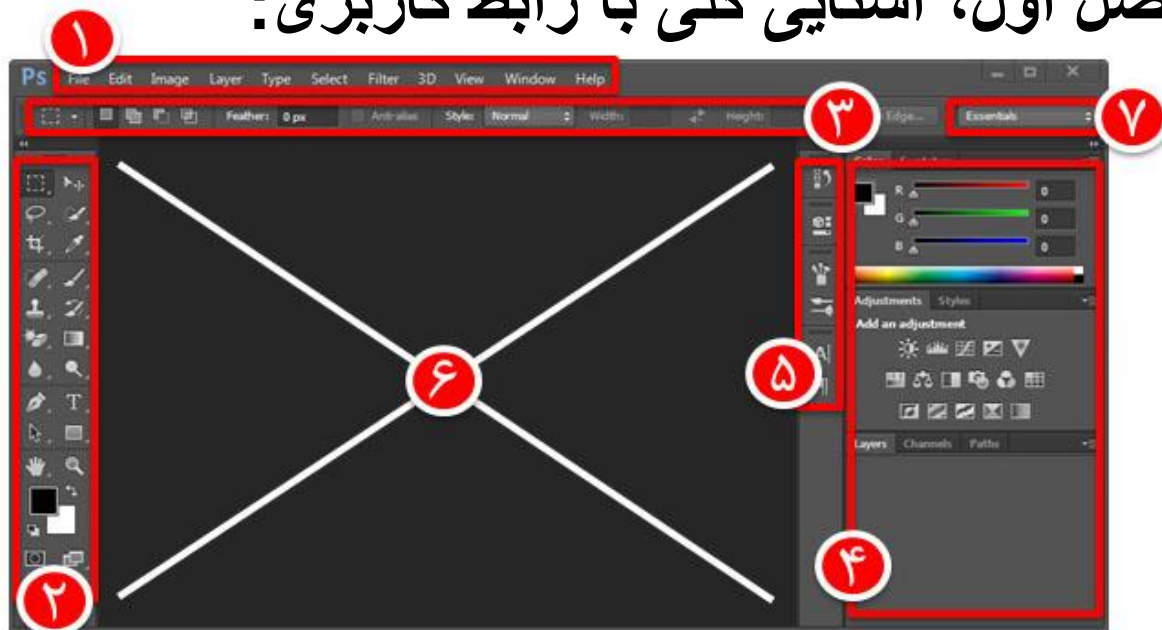 اول، آشنایی کلی با رابط کاربری:
۱
Ps File Edit Image Layer Type Select Filter 3D View Window Help
Feather: 0 px Anti-alias Style: Normal Width: Height: ۳ Edge... Essentials ۷
R 0
G 0
B 0
Adjustments Styles
Add an adjustment
۶ ۵
T A
Layers Channels Paths
۴
۲